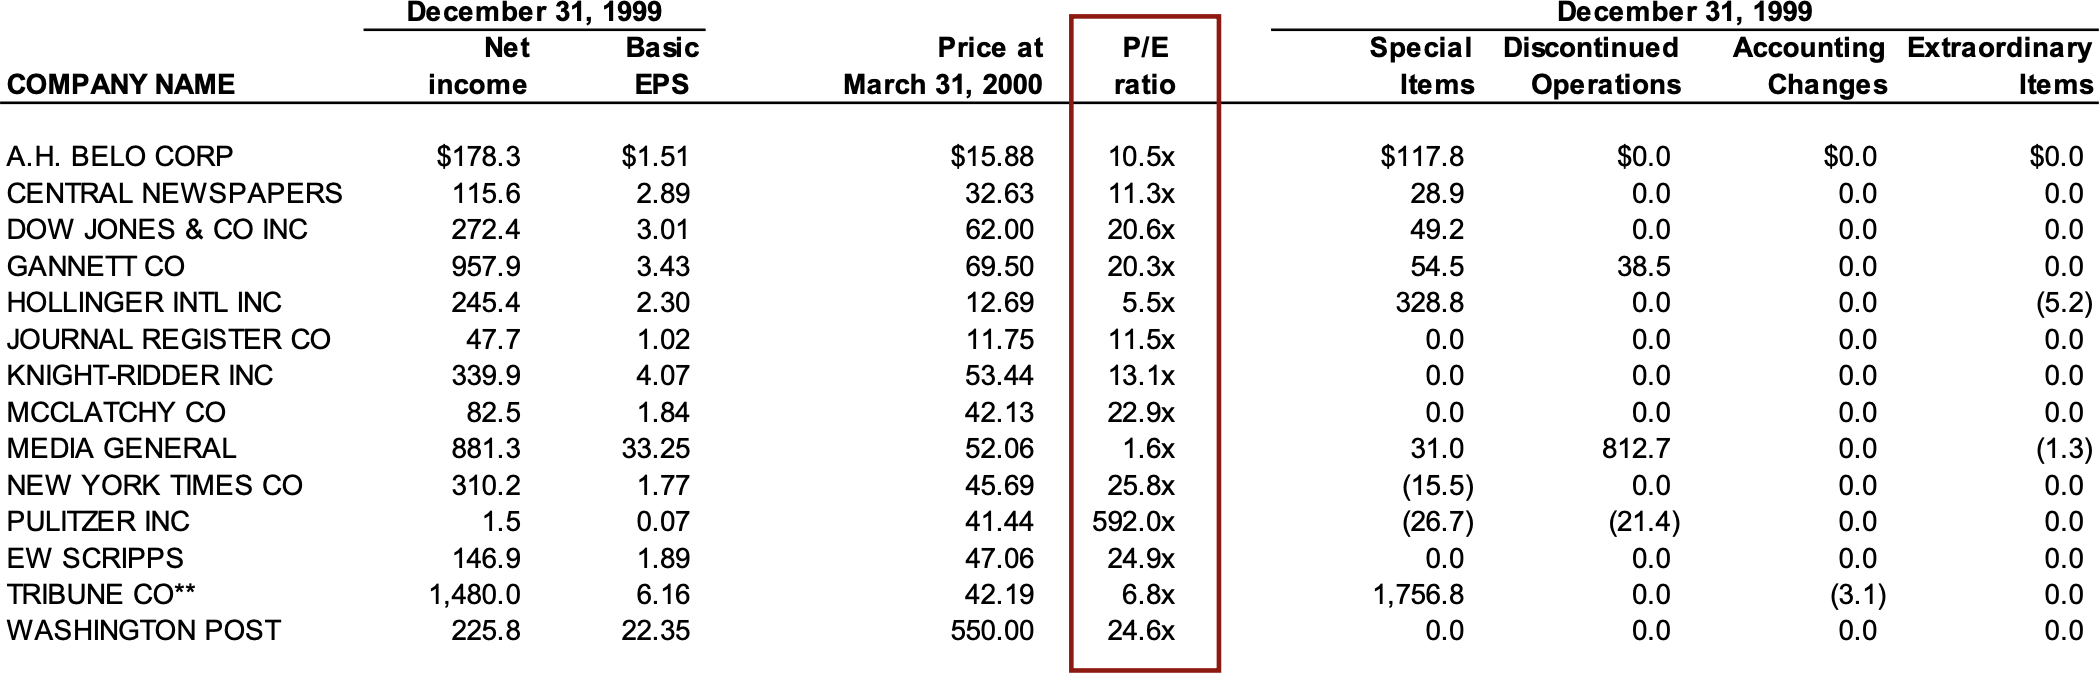 December 31, 1999 December 31, 1999
Net Basic Price at P/E Special Discontinued Accounting Extraordinary
COMPANY NAME income EPS March 31, 2000 ratio Items Operations Changes Items
A.H. BELO CORP $178.3 $1.51 $15.88 10.5x $117.8 $0.0 $0.0 $0.0
CENTRAL NEWSPAPERS 115.6 2.89 32.63 11.3x 28.9 0.0 0.0 0.0
DOW JONES & CO INC 272.4 3.01 62.00 20.6x 49.2 0.0 0.0 0.0
GANNETT CO 957.9 3.43 69.50 20.3x 54.5 38.5 0.0 0.0
HOLLINGER INTL INC 245.4 2.30 12.69 5.5x 328.8 0.0 0.0 (5.2)
JOURNAL REGISTER CO 47.7 1.02 11.75 11.5x 0.0 0.0 0.0 0.0
KNIGHT-RIDDER INC 339.9 4.07 53.44 13.1x 0.0 0.0 0.0 0.0
MCCLATCHY CO 82.5 1.84 42.13 22.9x 0.0 0.0 0.0 0.0
MEDIA GENERAL 881.3 33.25 52.06 1.6x 31.0 812.7 0.0 (1.3)
NEW YORK TIMES CO 310.2 1.77 45.69 25.8x (15.5) 0.0 0.0 0.0
PULITZER INC 1.5 0.07 41.44 592.0x (26.7) (21.4) 0.0 0.0
EW SCRIPPS 146.9 1.89 47.06 24.9x 0.0 0.0 0.0 0.0
TRIBUNE CO** 1,480.0 6.16 42.19 6.8x 1,756.8 0.0 (3.1) 0.0
WASHINGTON POST 225.8 22.35 550.00 24.6x 0.0 0.0 0.0 0.0